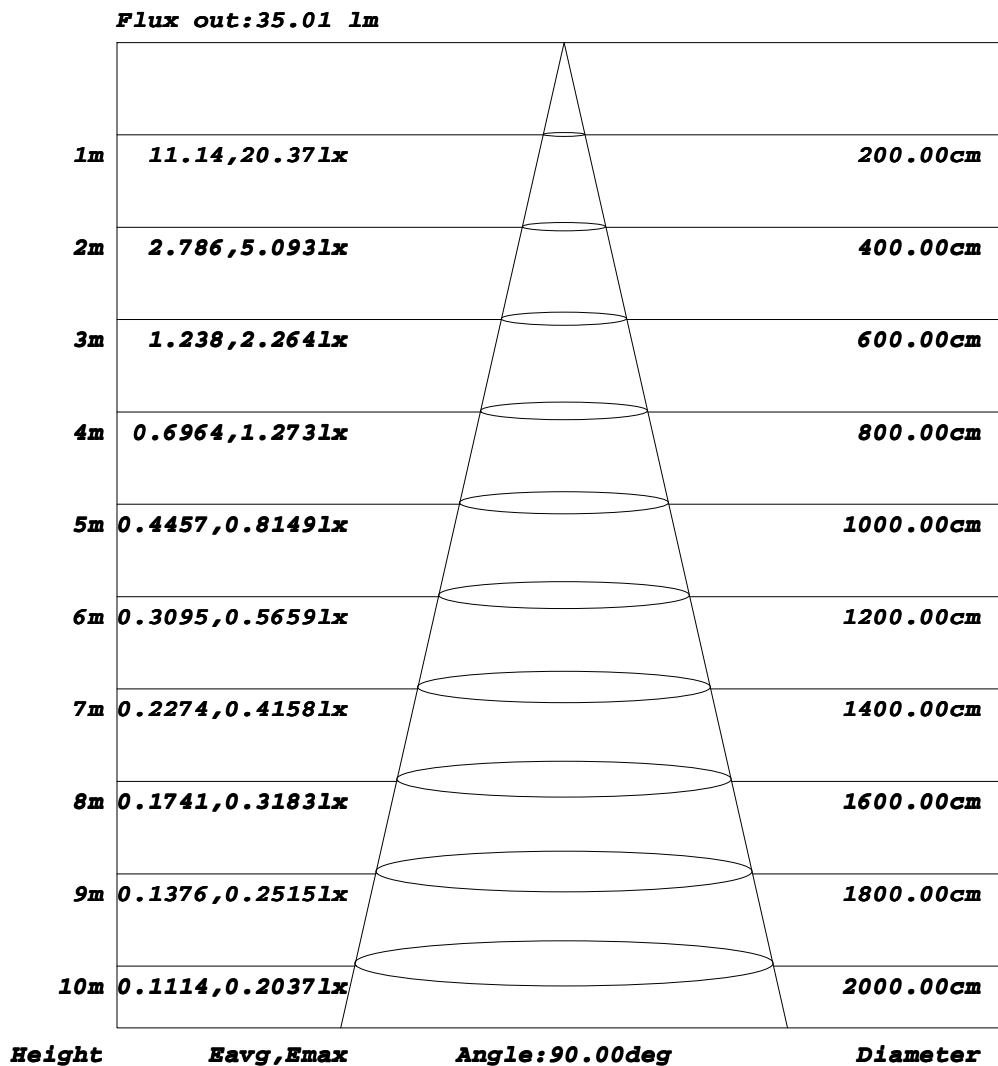 Flux out:35.01 lm
1m 11.14,20.37lx 200.00cm
2m 2.786,5.093lx 400.00cm
3m 1.238,2.264lx 600.00cm
4m 0.6964,1.273lx 800.00cm
5m 0.4457,0.8149lx 1000.00cm
6m 0.3095,0.5659lx 1200.00cm
7m 0.2274,0.4158lx 1400.00cm
8m 0.1741,0.3183lx 1600.00cm
9m 0.1376,0.2515lx 1800.00cm
10m 0.1114,0.2037lx 2000.00cm
Height Eavg,Emax Angle:90.00deg Diameter